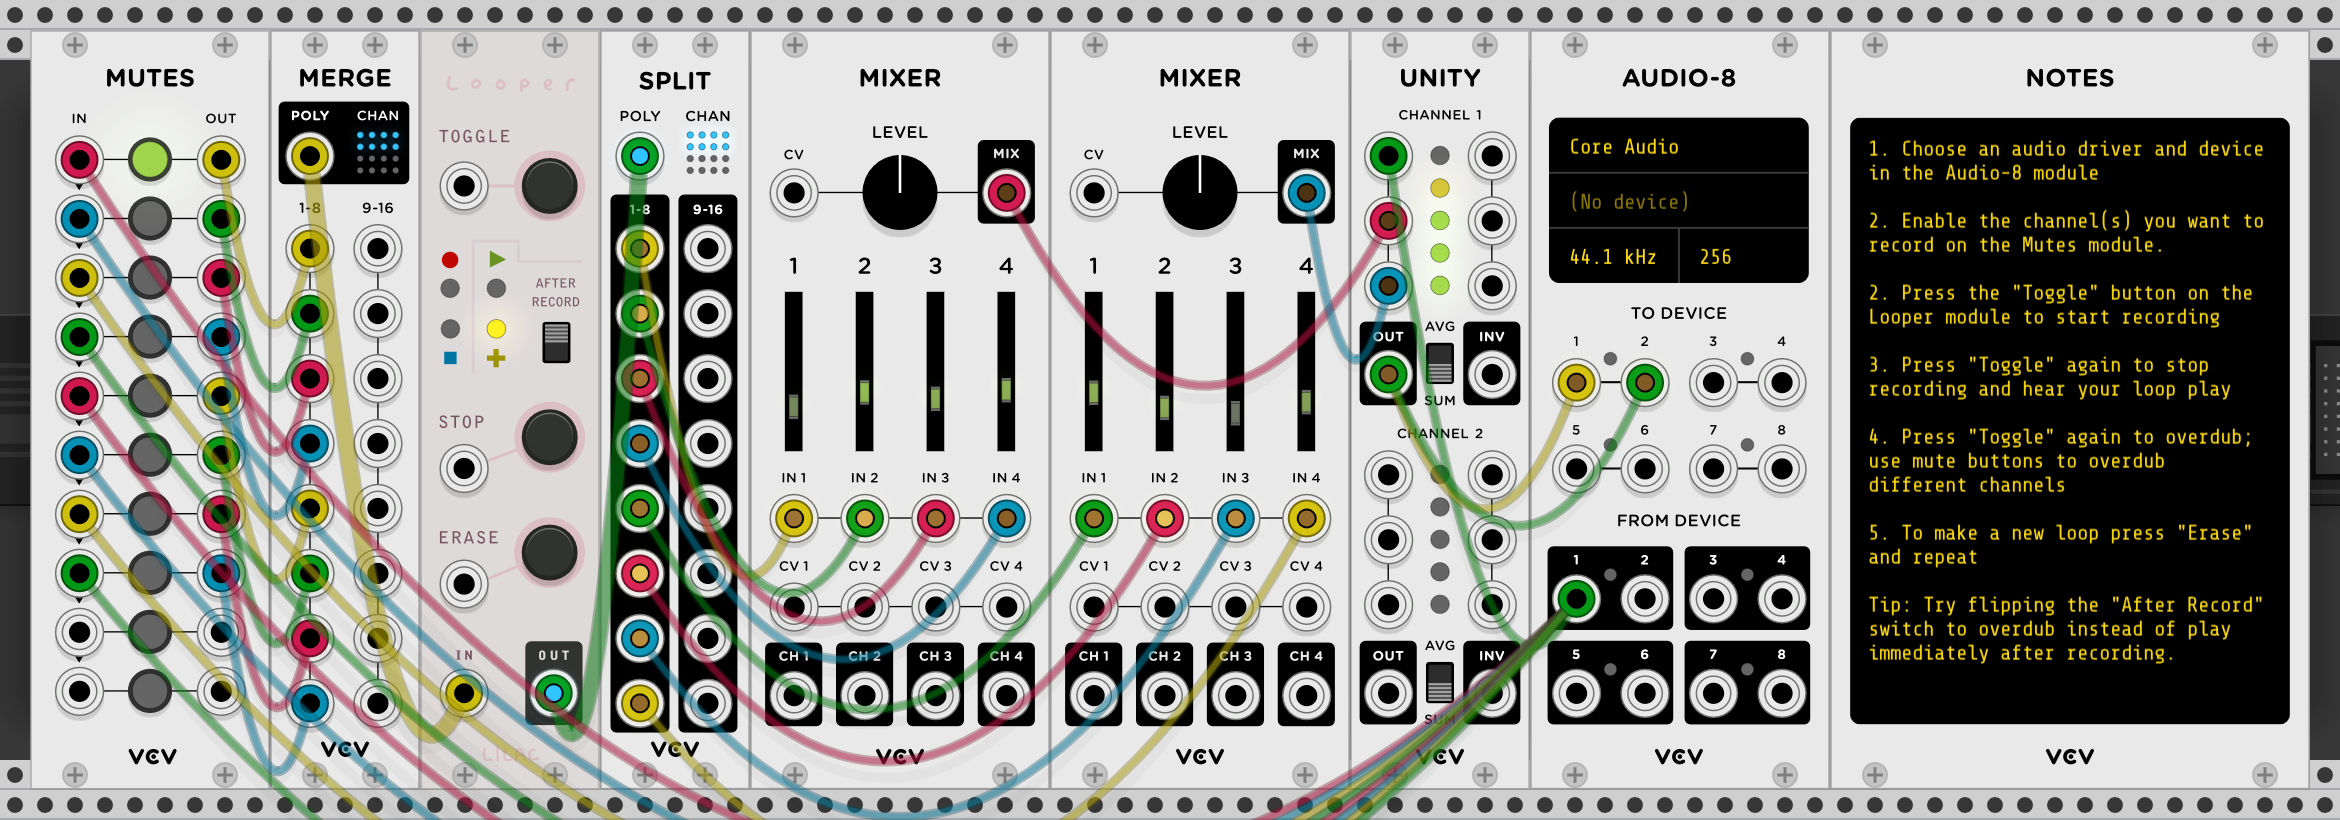 MUTES
IN
OUT
VCV
MERGE
POLY CHAN
1-8 9-16
VCV
Looper
TOGGLE
AFTER
RECORD
STOP
ERASE
IN
OUT
LILAC
SPLIT
POLY CHAN
1-8 9-16
VCV
MIXER
LEVEL
CV
MIX
1 2 3 4
IN 1 IN 2 IN 3 IN 4
CV 1 CV 2 CV 3 CV 4
CH 1 CH 2 CH 3 CH 4
VCV
MIXER
LEVEL
CV
MIX
1 2 3 4
IN 1 IN 2 IN 3 IN 4
CV 1 CV 2 CV 3 CV 4
CH 1 CH 2 CH 3 CH 4
VCV
UNITY
CHANNEL 1
AVG
OUT INV
SUM
CHANNEL 2
AVG
OUT INV
SUM
VCV
AUDIO-8
Core Audio
(No device)
44.1 kHz 256
TO DEVICE
1 2 3 4
5 6 7 8
FROM DEVICE
1 2 3 4
5 6 7 8
VCV
NOTES
1. Choose an audio driver and device
in the Audio-8 module
2. Enable the channel(s) you want to
record on the Mutes module.
2. Press the "Toggle" button on the
Looper module to start recording
3. Press "Toggle" again to stop
recording and hear your loop play
4. Press "Toggle" again to overdub;
use mute buttons to overdub
different channels
5. To make a new loop press "Erase"
and repeat
Tip: Try flipping the "After Record"
switch to overdub instead of play
immediately after recording.
VCV